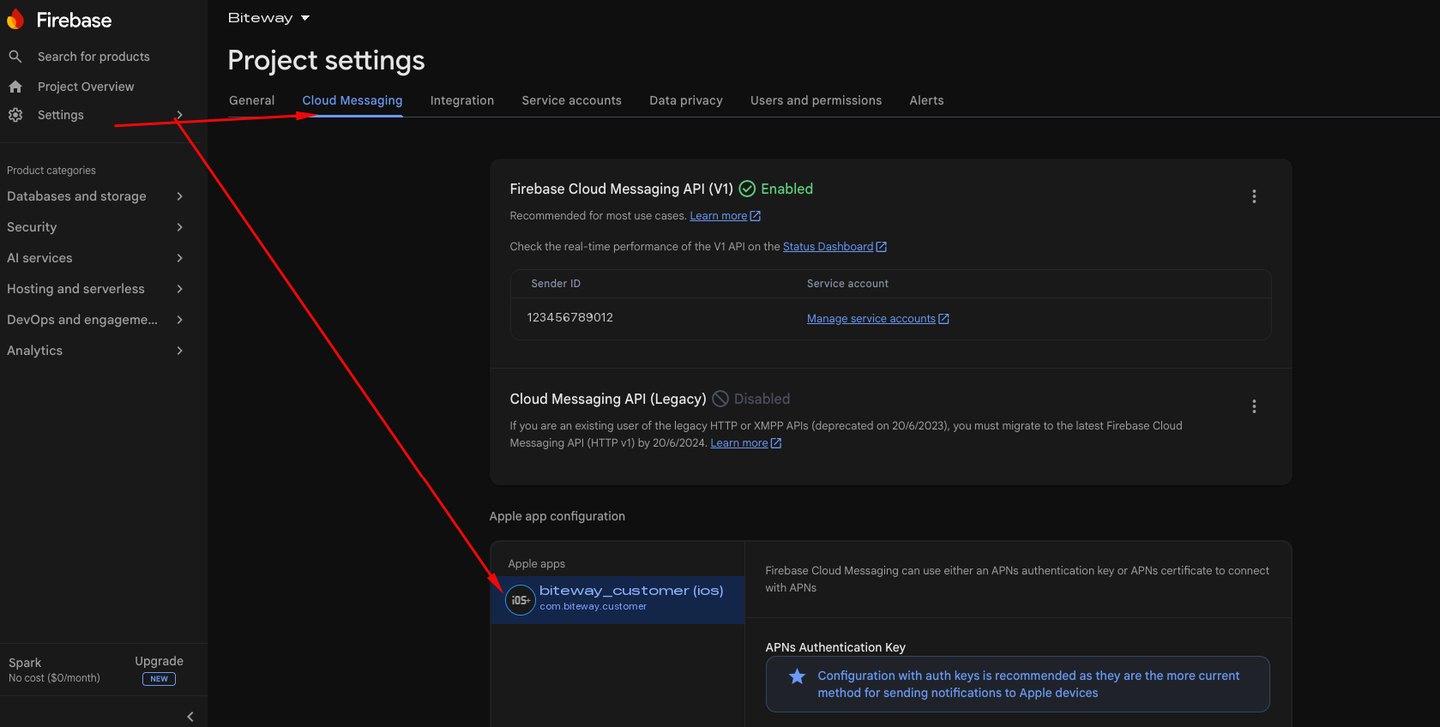 Firebase
Search for products
Project Overview
Settings
Product categories
Databases and storage
Security
AI services
Hosting and serverless
DevOps and engageme...
Analytics
Spark
No cost ($0/month)
Upgrade
NEW
Biteway
Project settings
General
Cloud Messaging
Integration
Service accounts
Data privacy
Users and permissions
Alerts
Firebase Cloud Messaging API (V1) Enabled
Recommended for most use cases. Learn more
Check the real-time performance of the V1 API on the Status Dashboard
Sender ID
Service account
123456789012
Manage service accounts
Cloud Messaging API (Legacy) Disabled
If you are an existing user of the legacy HTTP or XMPP APIs (deprecated on 20/6/2023), you must migrate to the latest Firebase Cloud
Messaging API (HTTP v1) by 20/6/2024. Learn more
Apple app configuration
Apple apps
iOS+
biteway_customer (ios)
com.biteway.customer
Firebase Cloud Messaging can use either an APNs authentication key or APNs certificate to connect
with APNs
APNs Authentication Key
Configuration with auth keys is recommended as they are the more current
method for sending notifications to Apple devices